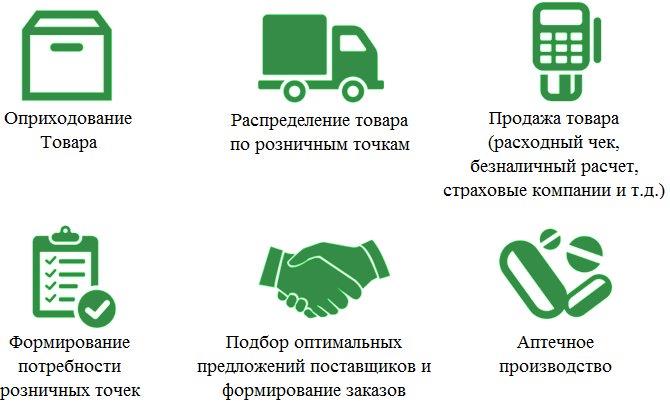 Оприходование
Товара
Распределение товара
по розничным точкам
Продажа товара
(расходный чек,
безналичный расчет,
страховые компании и т.д.)
Формирование
потребности
розничных точек
Подбор оптимальных
предложений поставщиков и
формирование заказов
Аптечное
производство